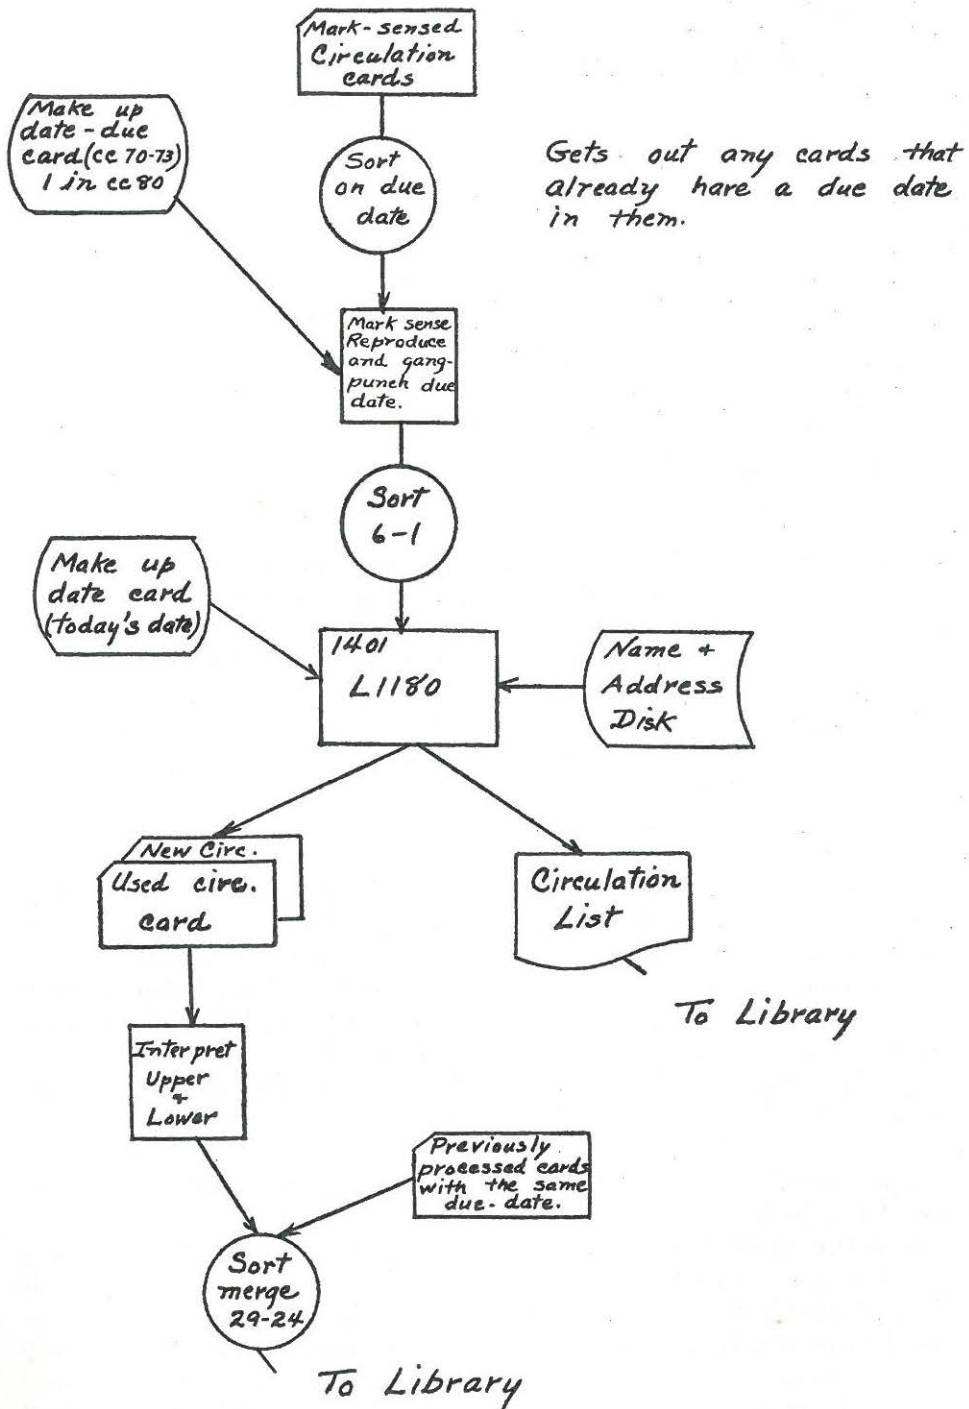 Mark-sensed
Circulation
cards
Make up
date-due
card (cc 70-73)
1 in cc 80
Sort
on due
date
Gets out any cards that
already have a due date
in them.
Mark sense
Reproduce
and gang-
punch due
date.
Sort
6-1
Make up
date card
(today's date)
1401
L1180
Name +
Address
Disk
New Circ.
Used circ.
card
Circulation
List
To Library
Interpret
Upper
&
Lower
Previously
processed cards
with the same
due-date.
Sort
merge
29-24
To Library